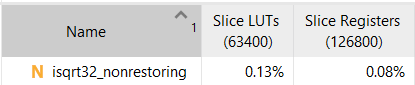 Name
1
Slice LUTs
(63400)
Slice Registers
(126800)
N isqrt32_nonrestoring
0.13%
0.08%